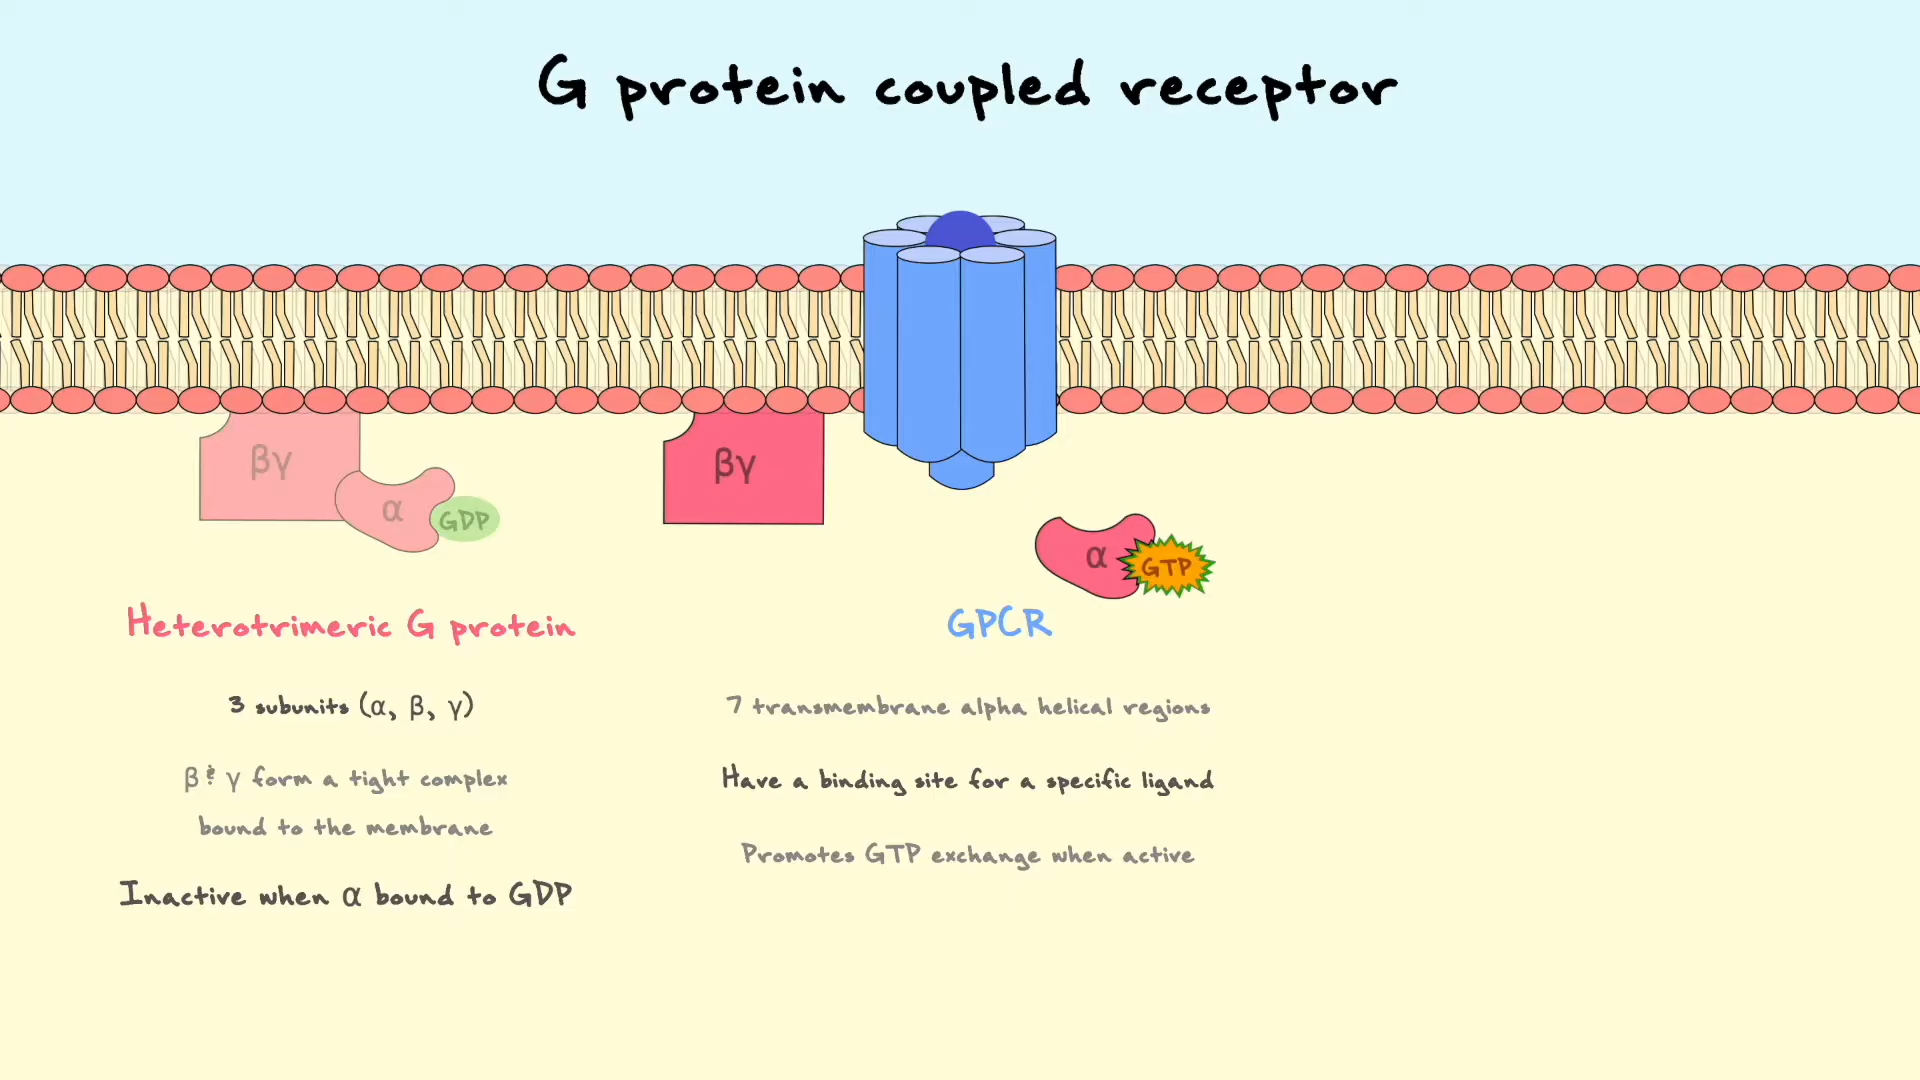 G protein coupled receptor
βγ
α
GDP
βγ
α
GTP
Heterotrimeric G protein
3 subunits (α, β, γ)
β & γ form a tight complex
bound to the membrane
Inactive when α bound to GDP
GPCR
7 transmembrane alpha helical regions
Have a binding site for a specific ligand
Promotes GTP exchange when active